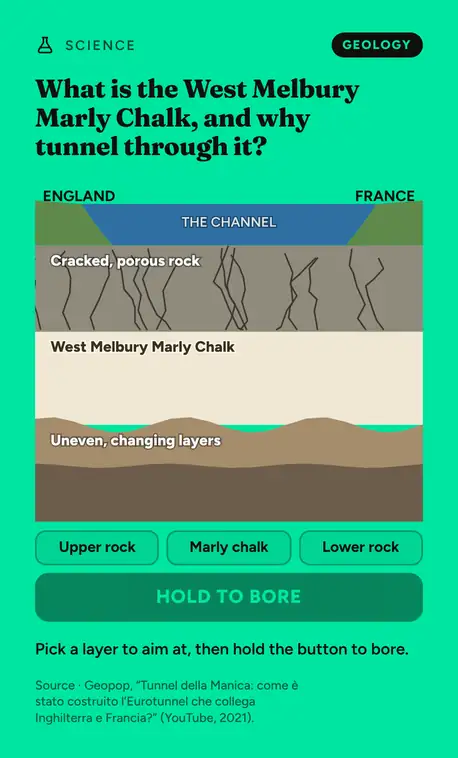 SCIENCE
GEOLOGY
What is the West Melbury
Marly Chalk, and why
tunnel through it?
ENGLAND
FRANCE
THE CHANNEL
Cracked, porous rock
West Melbury Marly Chalk
Uneven, changing layers
Upper rock
Marly chalk
Lower rock
HOLD TO BORE
Pick a layer to aim at, then hold the button to bore.
Source · Geopop, “Tunnel della Manica: come è
stato costruito l’Eurotunnel che collega
Inghilterra e Francia?” (YouTube, 2021).